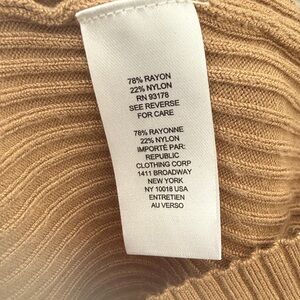 78% RAYON
22% NYLON
RN 93178
SEE REVERSE
FOR CARE
78% RAYONNE
22% NYLON
IMPORTÉ PAR:
REPUBLIC
CLOTHING CORP
1411 BROADWAY
NEW YORK
NY 10018 USA
ENTRETIEN
AU VERSO